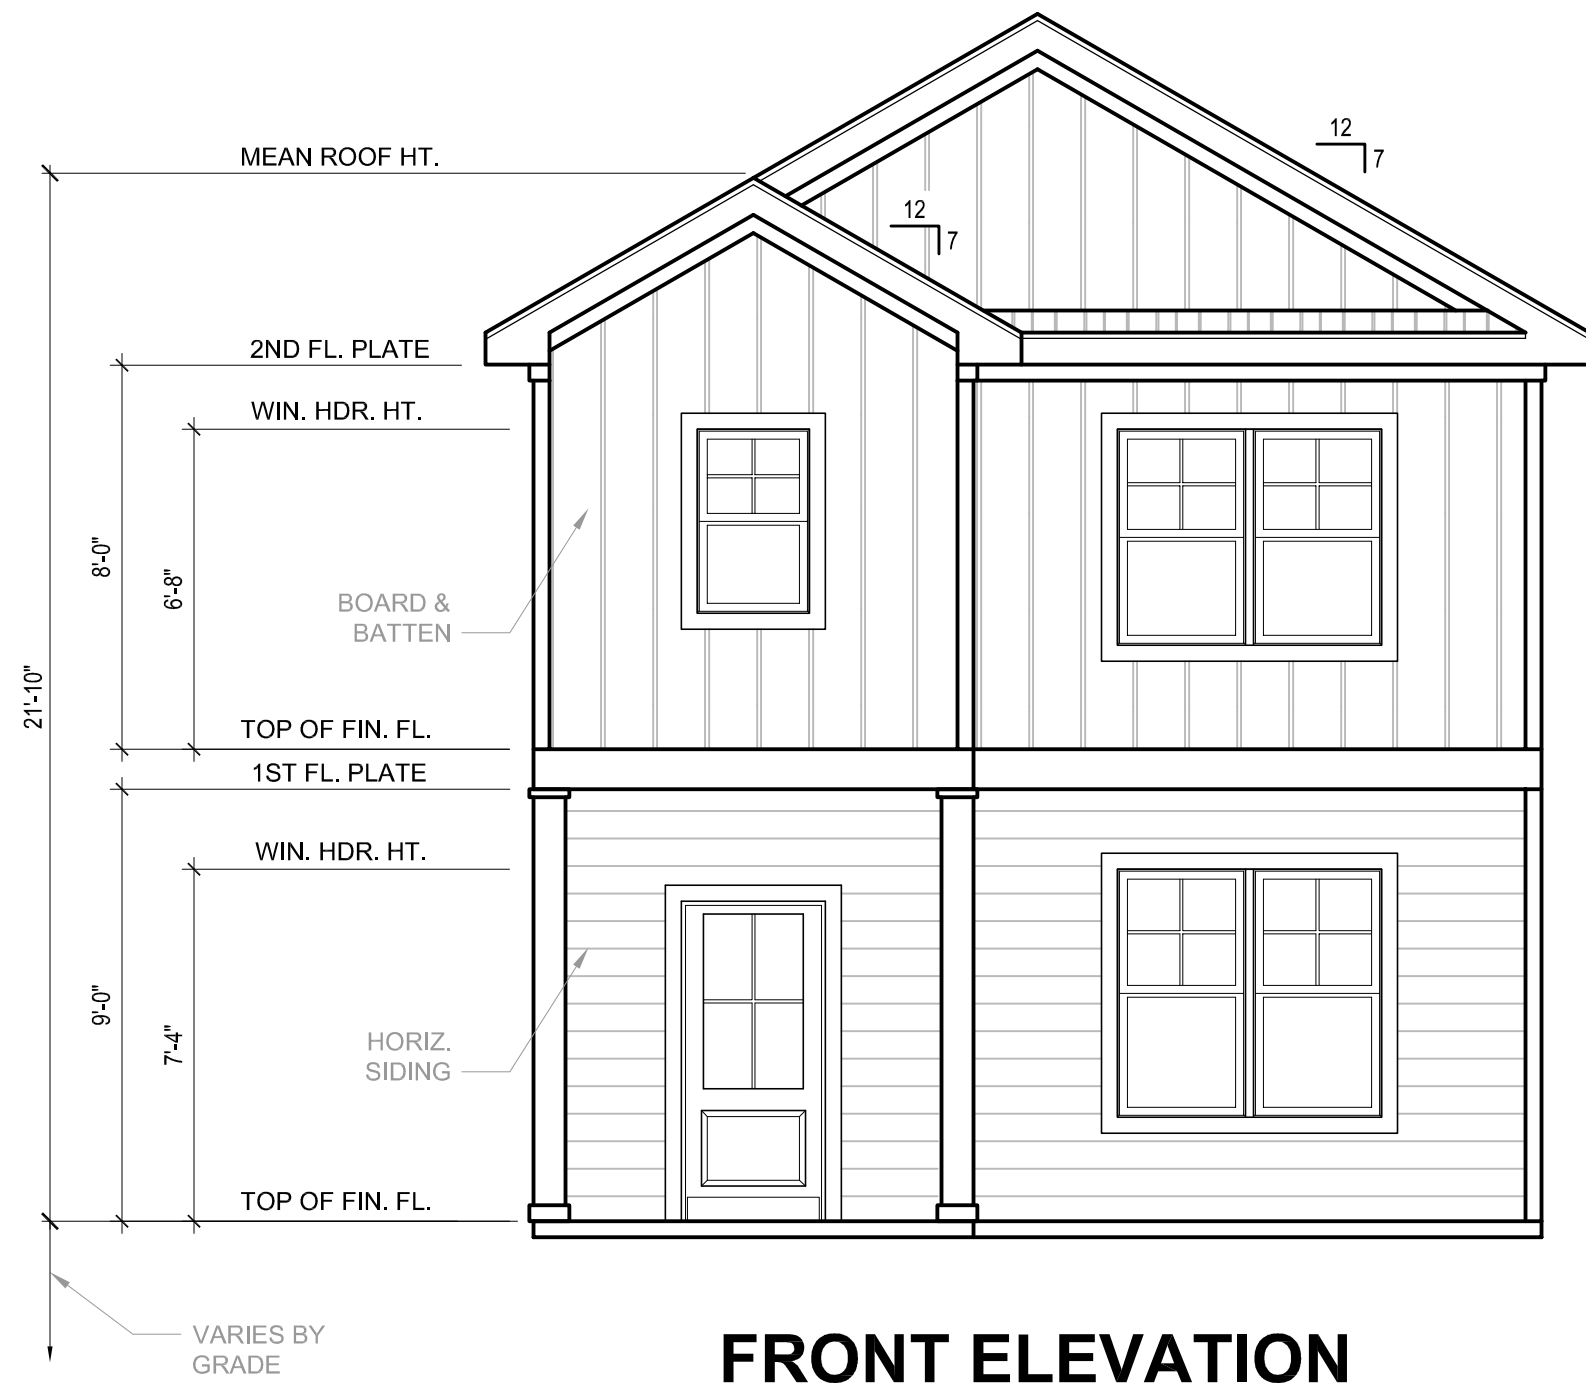 12
7
MEAN ROOF HT.
12
7
2ND FL. PLATE
WIN. HDR. HT.
8'-0"
6'-8"
BOARD &
BATTEN
21'-10"
TOP OF FIN. FL.
1ST FL. PLATE
WIN. HDR. HT.
9'-0"
7'-4"
HORIZ.
SIDING
TOP OF FIN. FL.
VARIES BY
GRADE
FRONT ELEVATION